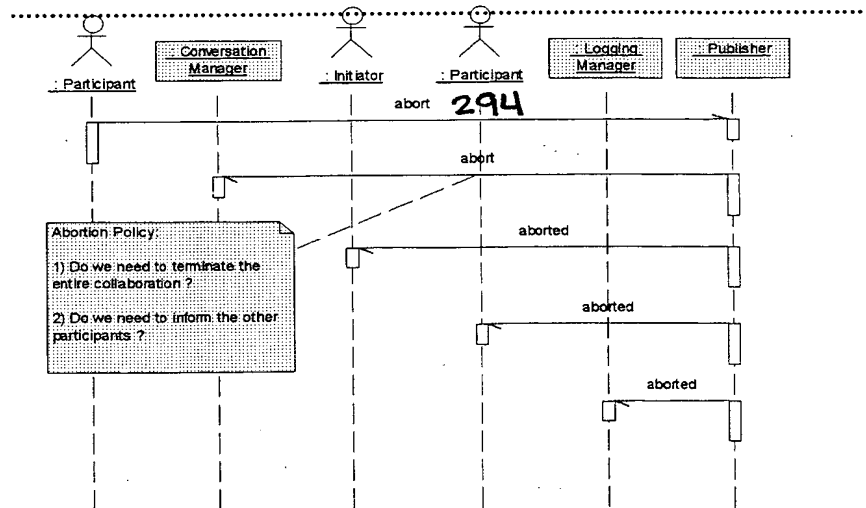 : Participant
: Conversation
Manager
: Initiator
: Participant
: Logging
Manager
: Publisher
abort 294
abort
Abortion Policy:
1) Do we need to terminate the
entire collaboration ?
2) Do we need to inform the other
participants ?
aborted
aborted
aborted